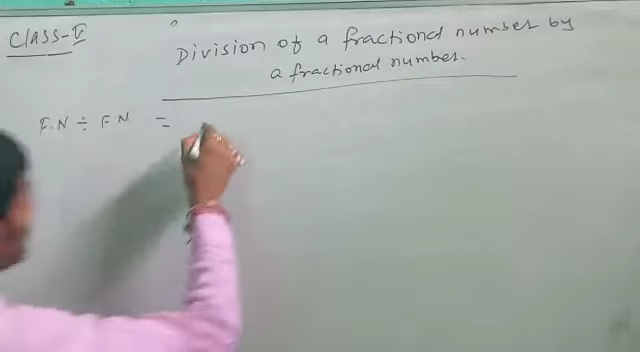 Class-V
Division of a fractional number by
a fractional number.
F.N ÷ F.N =